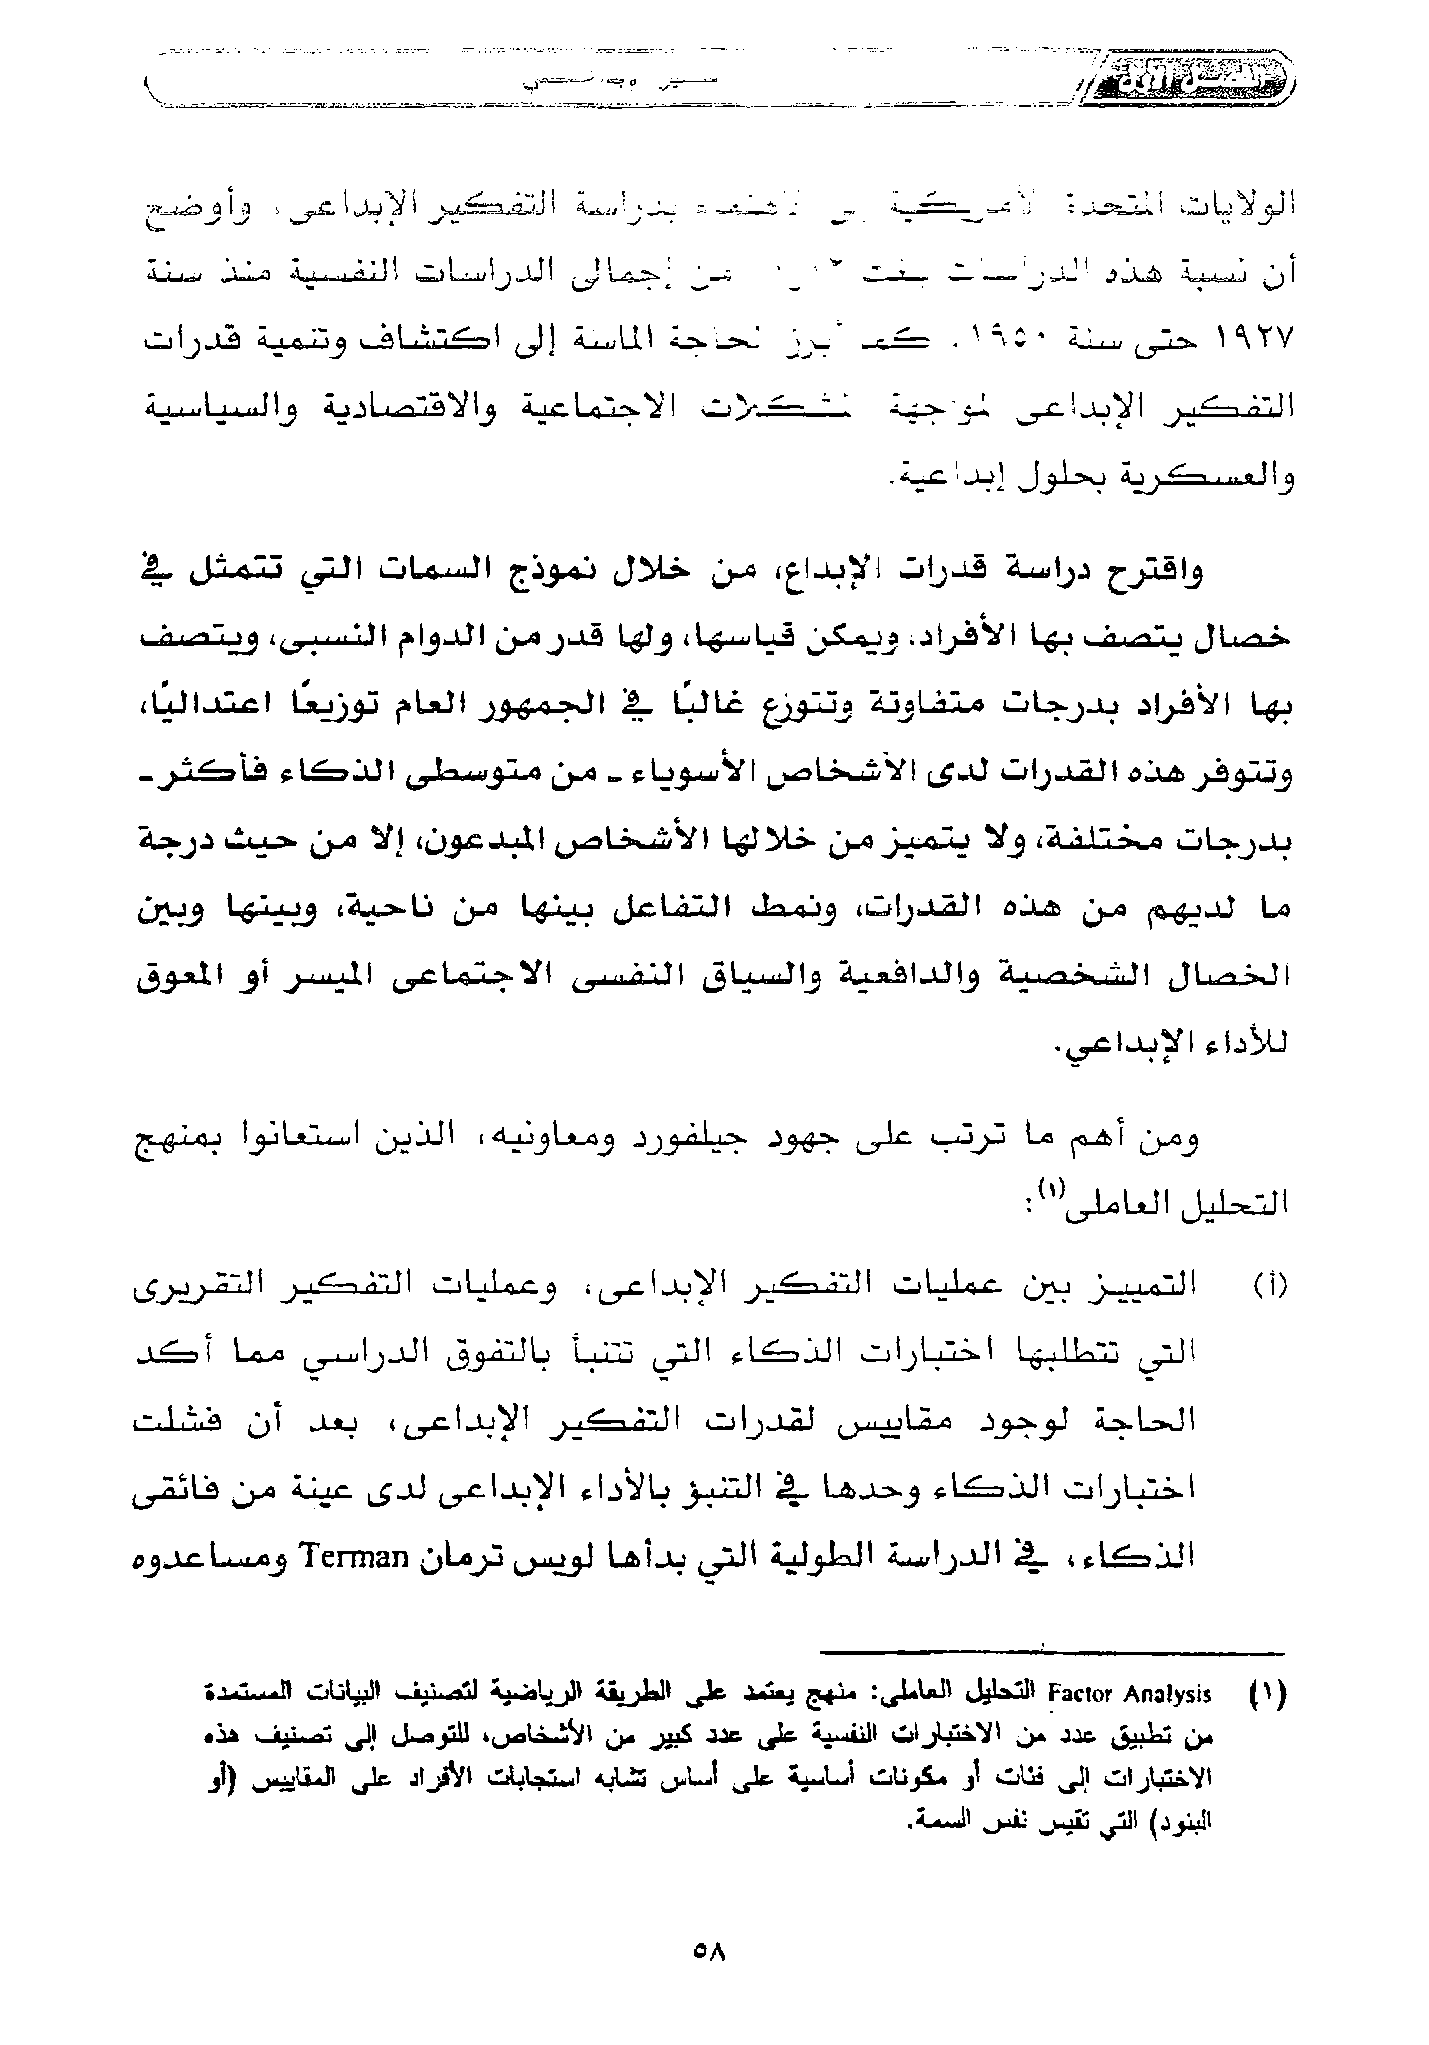 الفصل الأول
الولايات المتحدة الأمريكية إلى الاهتمام بدراسة التفكير الإبداعى، وأوضح
أن نسبة هذه الدراسات بلغت من إجمالى الدراسات النفسية منذ سنة
١٩٢٧ حتى سنة ١٩٥٠. كما أبرز الحاجة الماسة إلى اكتشاف وتنمية قدرات
التفكير الإبداعى لمواجهة المشكلات الاجتماعية والاقتصادية والسياسية
والعسكرية بحلول إبداعية.
واقترح دراسة قدرات الإبداع، من خلال نموذج السمات التي تتمثل في
خصال يتصف بها الأفراد، ويمكن قياسها، ولها قدر من الدوام النسبى، ويتصف
بها الأفراد بدرجات متفاوتة وتتوزع غالبًا في الجمهور العام توزيعًا اعتداليًا،
وتتوفر هذه القدرات لدى الأشخاص الأسوياء - من متوسطى الذكاء فأكثر -
بدرجات مختلفة، ولا يتميز من خلالها الأشخاص المبدعون، إلا من حيث درجة
ما لديهم من هذه القدرات، ونمط التفاعل بينها من ناحية، وبينها وبين
الخصال الشخصية والدافعية والسياق النفسى الاجتماعى الميسر أو المعوق
للأداء الإبداعي.
ومن أهم ما ترتب على جهود جيلفورد ومعاونيه، الذين استعانوا بمنهج
التحليل العاملى(١):
(أ) التمييز بين عمليات التفكير الإبداعى، وعمليات التفكير التقريرى
التي تتطلبها اختبارات الذكاء التي تتنبأ بالتفوق الدراسي مما أكد
الحاجة لوجود مقاييس لقدرات التفكير الإبداعى، بعد أن فشلت
اختبارات الذكاء وحدها في التنبؤ بالأداء الإبداعى لدى عينة من فائقى
الذكاء، في الدراسة الطولية التي بدأها لويس ترمان Terman ومساعدوه
(١) Factor Analysis التحليل العاملى: منهج يعتمد على الطريقة الرياضية لتصنيف البيانات المستمدة
من تطبيق عدد من الاختبارات النفسية على عدد كبير من الأشخاص، للتوصل إلى تصنيف هذه
الاختبارات إلى فئات أو مكونات أساسية على أساس تشابه استجابات الأفراد على المقاييس (أو
البنود) التي تقيس نفس السمة.
٥٨